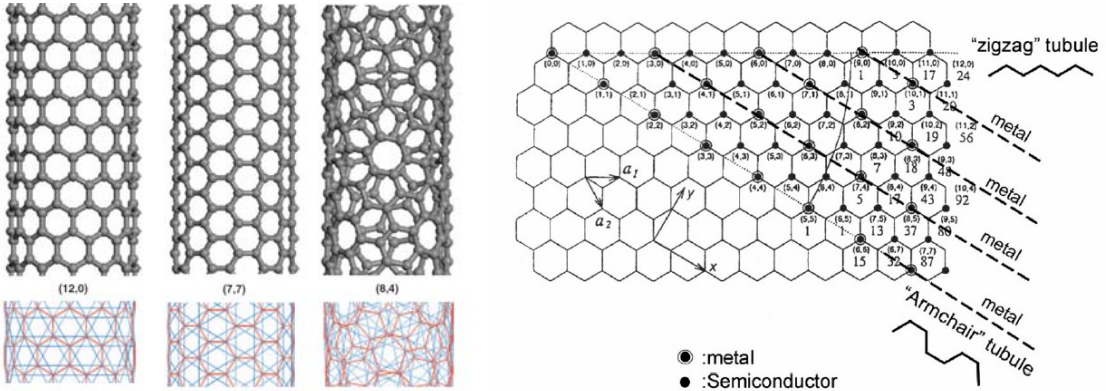 (12,0)
(7,7)
(8,4)
"zigzag" tubule
(0,0) (1,0) (2,0) (3,0) (4,0) (5,0) (6,0) (7,0) (8,0) (9,0) (10,0) (11,0) (12,0)
1 17 24
(1,1) (2,1) (3,1) (4,1) (5,1) (6,1) (7,1) (8,1) (9,1) (10,1) (11,1)
3 20
metal
(2,2) (3,2) (4,2) (5,2) (6,2) (7,2) (8,2) (9,2) (10,2) (11,2)
10 19 56
(3,3) (4,3) (5,3) (6,3) (7,3) (8,3) (9,3)
7 18 48
metal
(4,4) (5,4) (6,4) (7,4) (8,4) (9,4) (10,4)
5 43 92
(5,5) (6,5) (7,5) (8,5) (9,5)
1 1 13 37 80
metal
(6,6) (6,7) (7,7)
15 32 87
metal
a1
a2
y
x
"Armchair" tubule
:metal
:Semiconductor